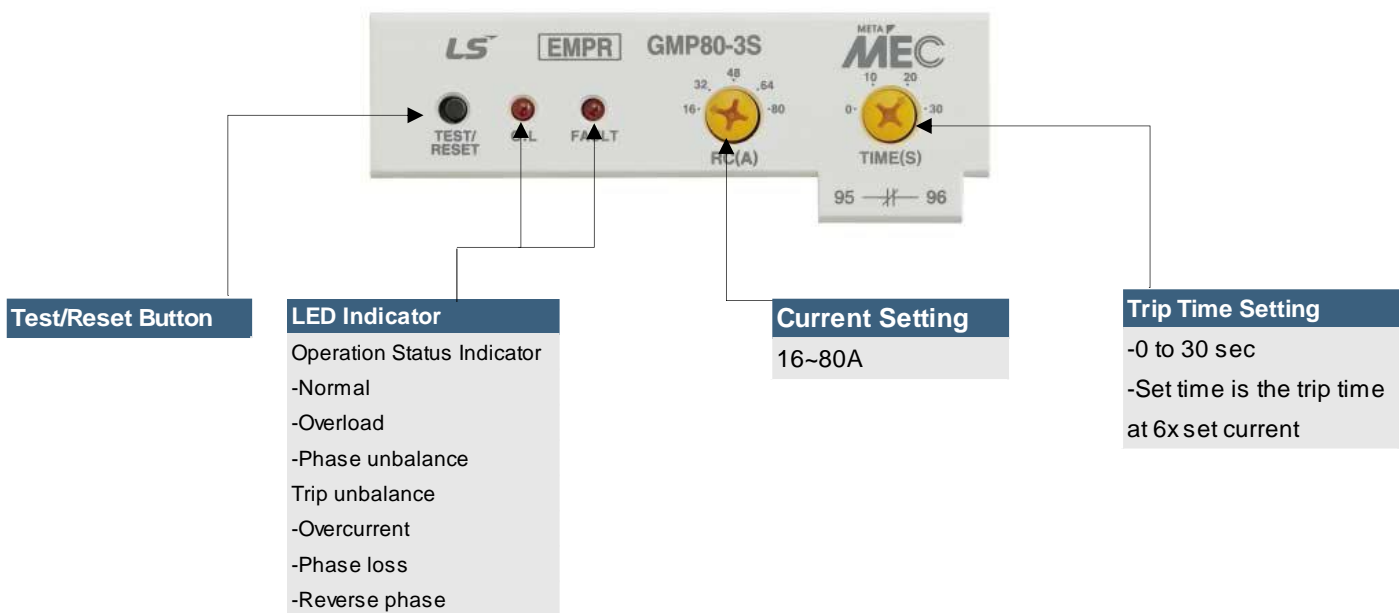 LS EMPR GMP80-3S META MEC
16 32 48 64 80
0 10 20 30
TEST/
RESET
FAULT
RC(A)
TIME(S)
95 96
Test/Reset Button
LED Indicator
Operation Status Indicator
-Normal
-Overload
-Phase unbalance
Trip unbalance
-Overcurrent
-Phase loss
-Reverse phase
Current Setting
16~80A
Trip Time Setting
-0 to 30 sec
-Set time is the trip time
at 6x set current